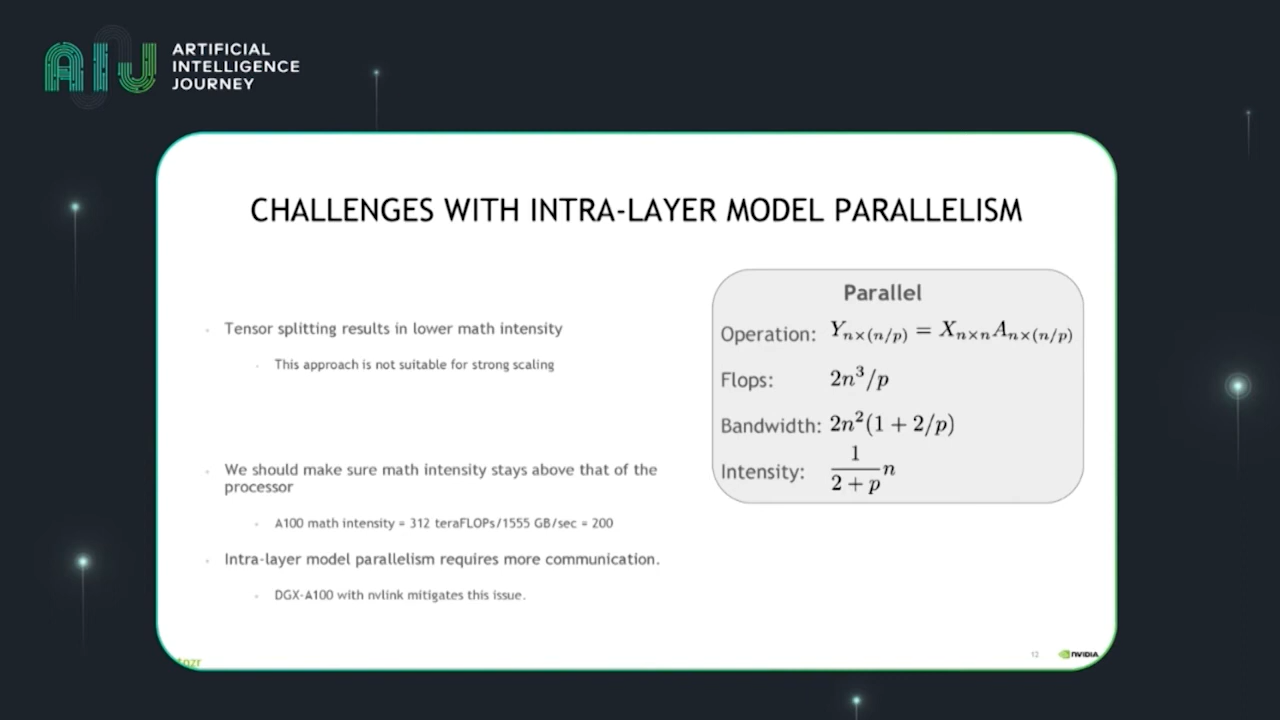 ARTIFICIAL
INTELLIGENCE
JOURNEY
CHALLENGES WITH INTRA-LAYER MODEL PARALLELISM
Tensor splitting results in lower math intensity
This approach is not suitable for strong scaling
We should make sure math intensity stays above that of the
processor
A100 math intensity = 312 teraFLOPs/1555 GB/sec = 200
Intra-layer model parallelism requires more communication.
DGX-A100 with nvlink mitigates this issue.
Parallel
Operation: Y_{n×(n/p)} = X_{n×n}A_{n×(n/p)}
Flops: 2n³/p
Bandwidth: 2n²(1 + 2/p)
Intensity: \frac{1}{2 + p}n
NVIDIA